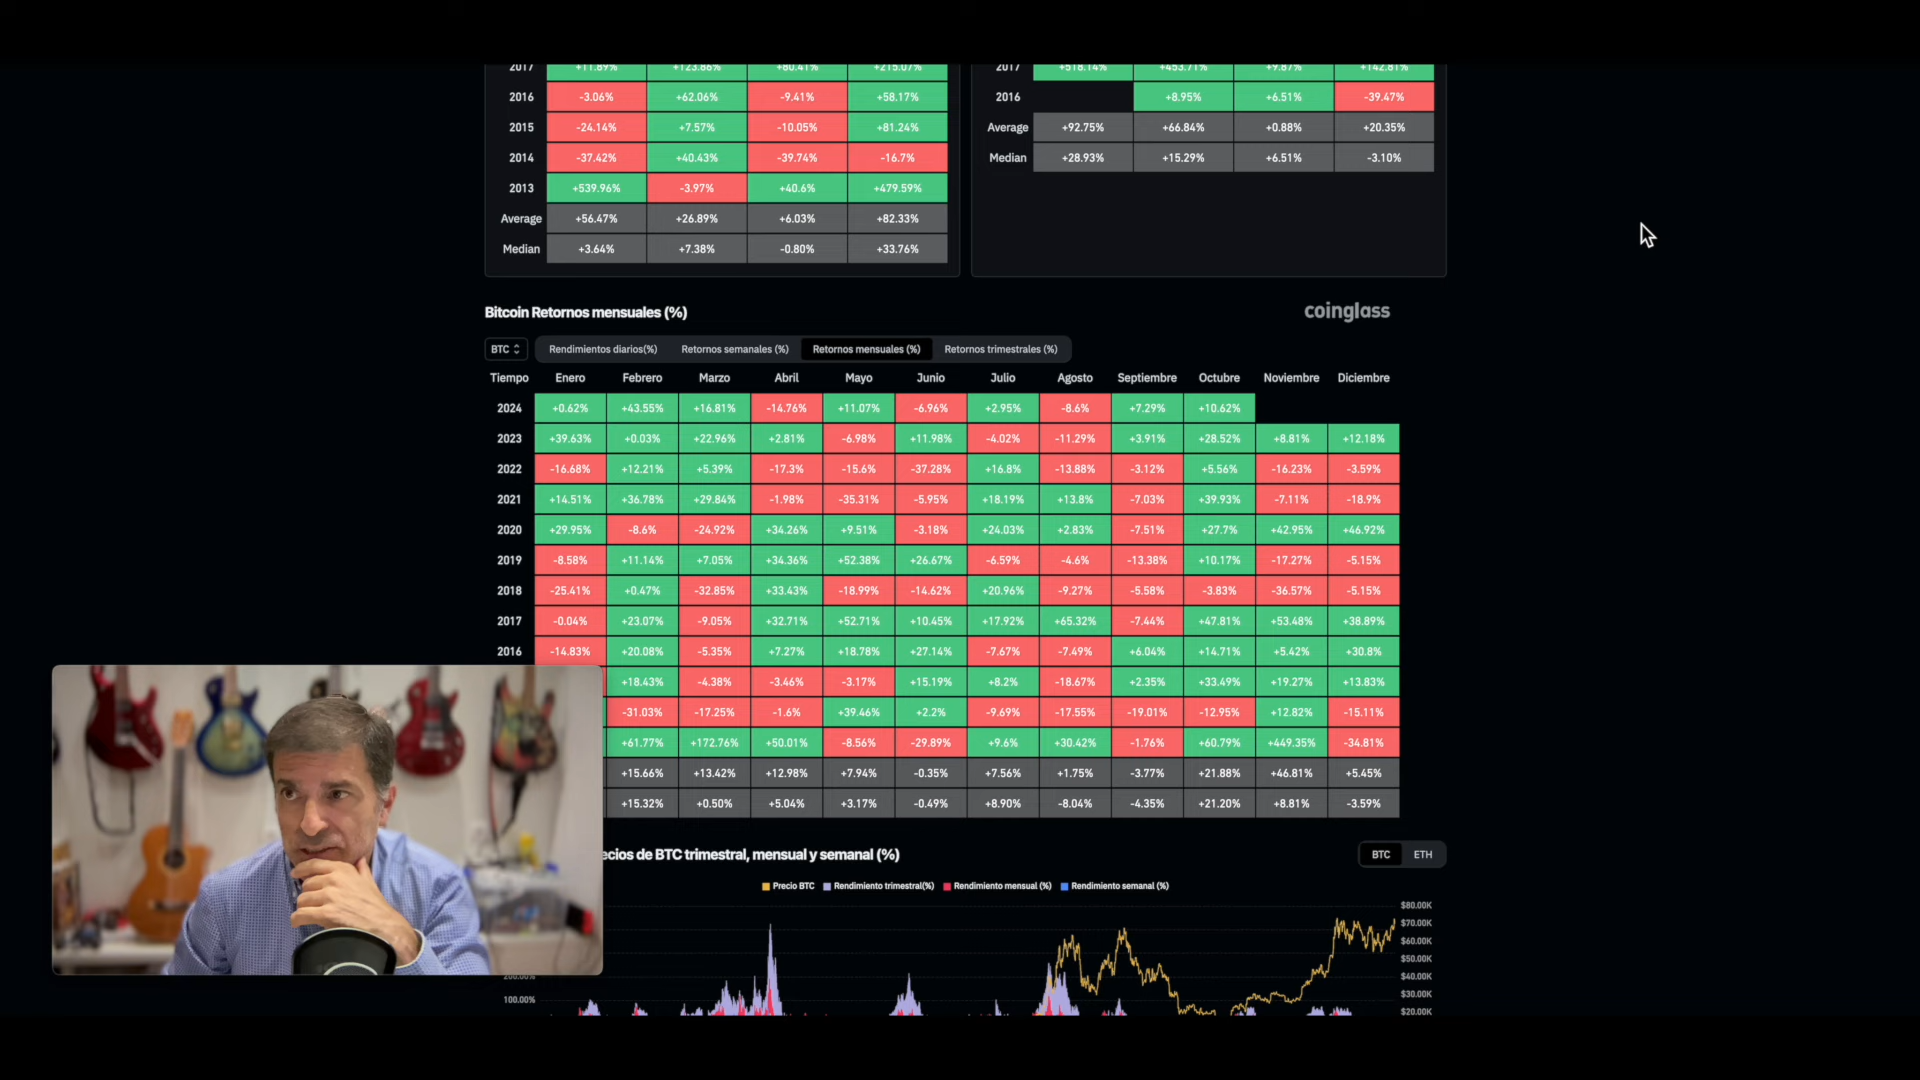 2017 +11.89% +123.86% +80.41% +215.07%
2016 -3.06% +62.06% -9.41% +58.17%
2015 -24.14% +7.57% -10.05% +81.24%
2014 -37.42% +40.43% -39.74% -16.7%
2013 +539.96% -3.97% +40.6% +479.59%
Average +56.47% +26.89% +6.03% +82.33%
Median +3.64% +7.38% -0.80% +33.76%
2017 +518.14% +453.71% +9.87% +142.81%
2016 +8.95% +6.51% -39.47%
Average +92.75% +66.84% +0.88% +20.35%
Median +28.93% +15.29% +6.51% -3.10%
Bitcoin Retornos mensuales (%)
coinglass
BTC Rendimientos diarios(%) Retornos semanales (%) Retornos mensuales (%) Retornos trimestrales (%)
Tiempo Enero Febrero Marzo Abril Mayo Junio Julio Agosto Septiembre Octubre Noviembre Diciembre
2024 +0.62% +43.55% +16.81% -14.76% +11.07% -6.96% +2.95% -8.6% +7.29% +10.62%
2023 +39.63% +0.03% +22.96% +2.81% -6.98% +11.98% -4.02% -11.29% +3.91% +28.52% +8.81% +12.18%
2022 -16.68% +12.21% +5.39% -17.3% -15.6% -37.28% +16.8% -13.88% -3.12% +5.56% -16.23% -3.59%
2021 +14.51% +36.78% +29.84% -1.98% -35.31% -5.95% +18.19% +13.8% -7.03% +39.93% -7.11% -18.9%
2020 +29.95% -8.6% -24.92% +34.26% +9.51% -3.18% +24.03% +2.83% -7.51% +27.7% +42.95% +46.92%
2019 -8.58% +11.14% +7.05% +34.36% +52.38% +26.67% -6.59% -4.6% -13.38% +10.17% -17.27% -5.15%
2018 -25.41% +0.47% -32.85% +33.43% -18.99% -14.62% +20.96% -9.27% -5.58% -3.83% -36.57% -5.15%
2017 -0.04% +23.07% -9.05% +32.71% +52.71% +10.45% +17.92% +65.32% -7.44% +47.81% +53.48% +38.89%
2016 -14.83% +20.08% -5.35% +7.27% +18.78% +27.14% -7.67% -7.49% +6.04% +14.71% +5.42% +30.8%
+18.43% -4.38% -3.46% -3.17% +15.19% +8.2% -18.67% +2.35% +33.49% +19.27% +13.83%
-31.03% -17.25% -1.6% +39.46% +2.2% -9.69% -17.55% -19.01% -12.95% +12.82% -15.11%
+61.77% +172.76% +50.01% -8.56% -29.89% +9.6% +30.42% -1.76% +60.79% +449.35% -34.81%
+15.66% +13.42% +12.98% +7.94% -0.35% +7.56% +1.75% -3.77% +21.88% +46.81% +5.45%
+15.32% +0.50% +5.04% +3.17% -0.49% +8.90% -8.04% -4.35% +21.20% +8.81% -3.59%
ecios de BTC trimestral, mensual y semanal (%)
BTC ETH
Precio BTC Rendimiento trimestral(%) Rendimiento mensual (%) Rendimiento semanal (%)
$80.00K
$70.00K
$60.00K
$50.00K
$40.00K
$30.00K
$20.00K
200.00%
100.00%